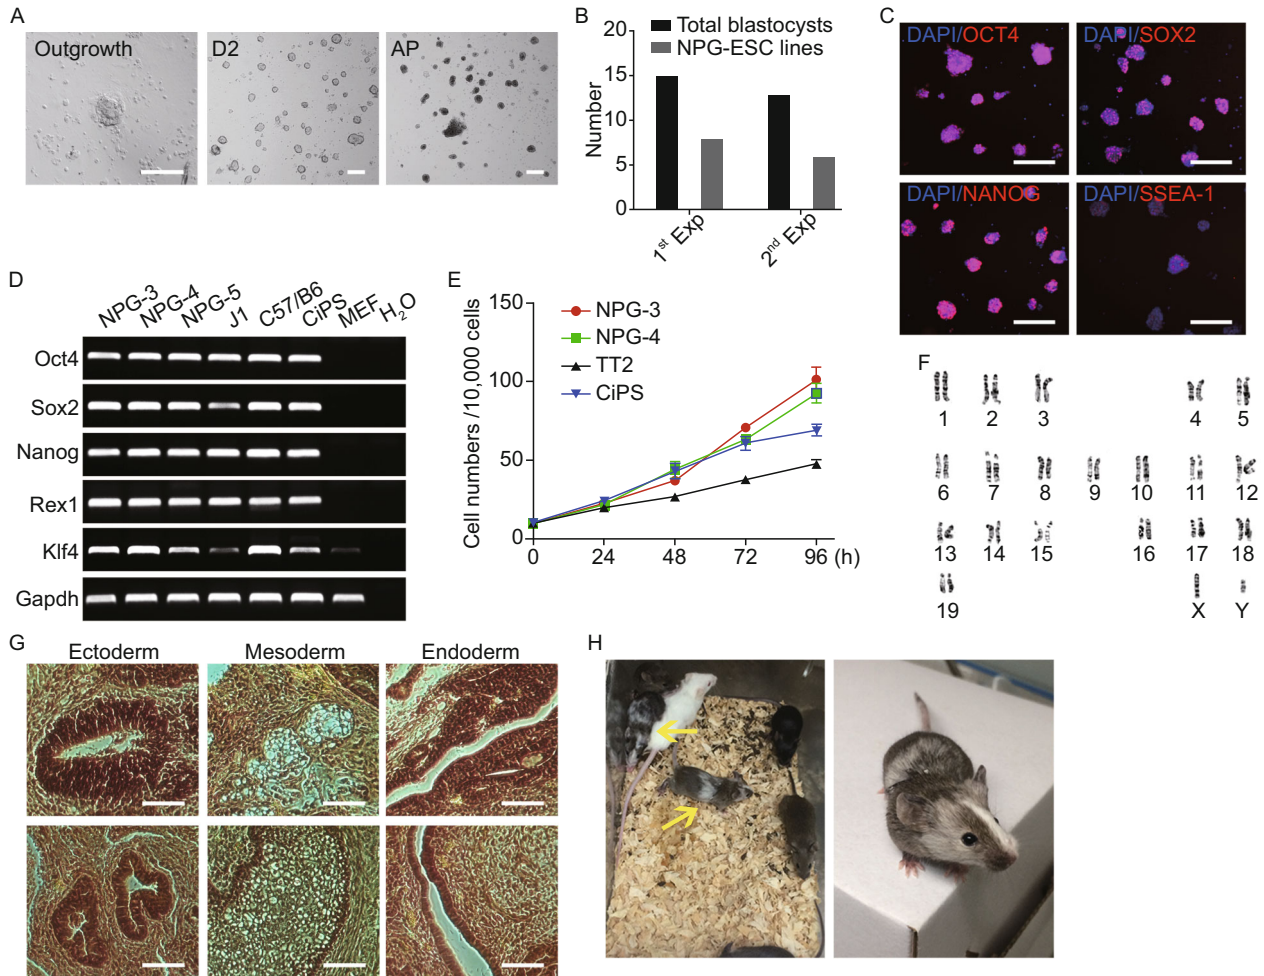 A
Outgrowth
D2
AP
B
Total blastocysts
NPG-ESC lines
Number
20
15
10
5
0
1st Exp
2nd Exp
C
DAPI/OCT4
DAPI/SOX2
DAPI/NANOG
DAPI/SSEA-1
D
NPG-3
NPG-4
NPG-5
J1
C57/B6
CiPS
MEF
H2O
Oct4
Sox2
Nanog
Rex1
Klf4
Gapdh
E
Cell numbers /10,000 cells
150
100
50
0
NPG-3
NPG-4
TT2
CiPS
0 24 48 72 96 (h)
F
1 2 3 4 5
6 7 8 9 10 11 12
13 14 15 16 17 18
19 X Y
G
Ectoderm
Mesoderm
Endoderm
H